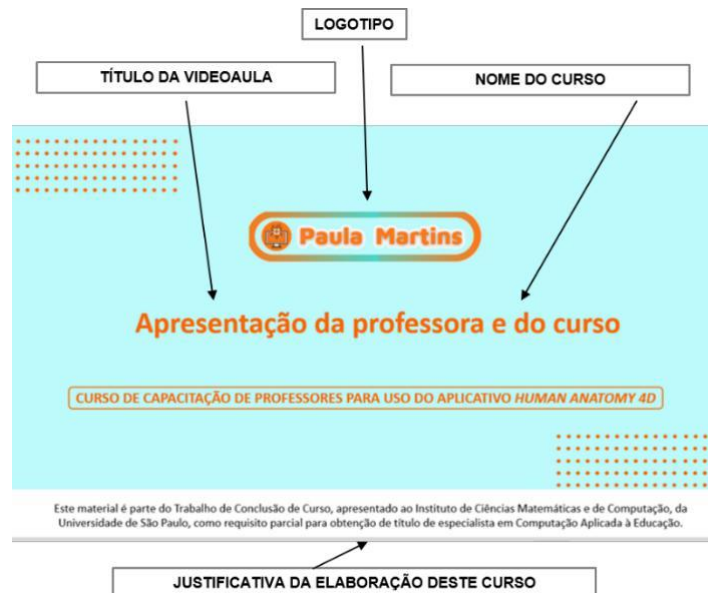 LOGOTIPO
TÍTULO DA VIDEOAULA
NOME DO CURSO
Paula Martins
Apresentação da professora e do curso
CURSO DE CAPACITAÇÃO DE PROFESSORES PARA USO DO APLICATIVO HUMAN ANATOMY 4D
Este material é parte do Trabalho de Conclusão de Curso, apresentado ao Instituto de Ciências Matemáticas e de Computação, da
Universidade de São Paulo, como requisito parcial para obtenção de título de especialista em Computação Aplicada à Educação.
JUSTIFICATIVA DA ELABORAÇÃO DESTE CURSO